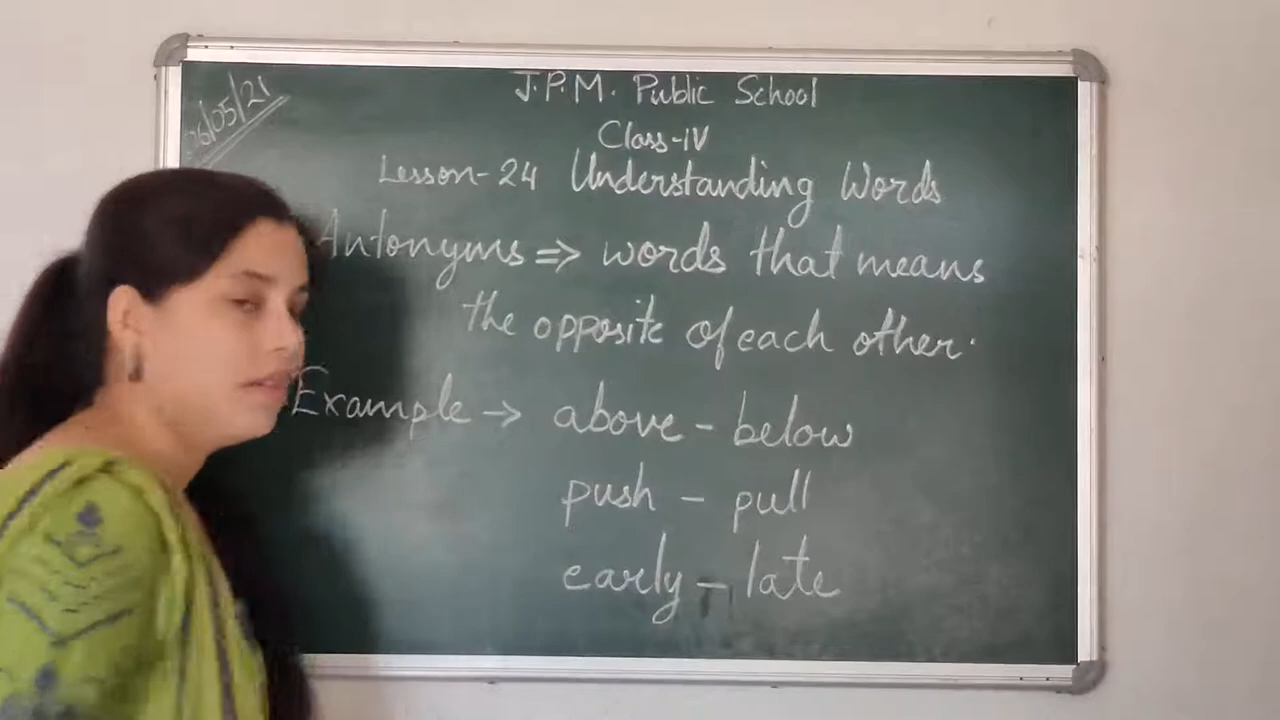 J.P.M. Public School
26/05/21
Class-IV
Lesson-24 Understanding Words
Antonyms => words that means
the opposite of each other.
Example → above - below
push - pull
early - late